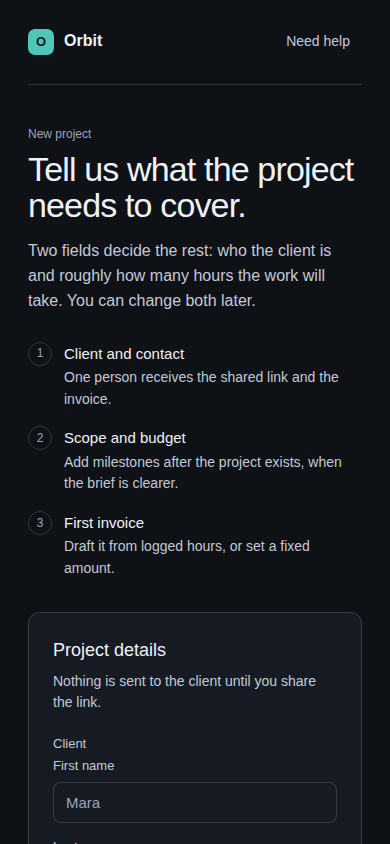 O Orbit
Need help
New project
Tell us what the project
needs to cover.
Two fields decide the rest: who the client is
and roughly how many hours the work will
take. You can change both later.
1 Client and contact
One person receives the shared link and the
invoice.
2 Scope and budget
Add milestones after the project exists, when
the brief is clearer.
3 First invoice
Draft it from logged hours, or set a fixed
amount.
Project details
Nothing is sent to the client until you share
the link.
Client
First name
Mara